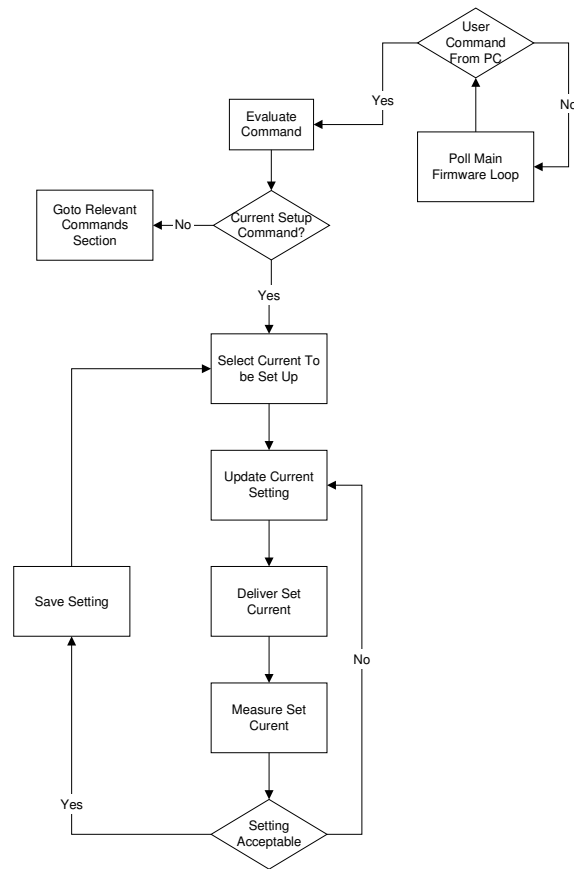 User
Command
From PC
Yes
No
Evaluate
Command
Poll Main
Firmware Loop
Goto Relevant
Commands
Section
No
Current Setup
Command?
Yes
Select Current To
be Set Up
Update Current
Setting
Save Setting
Deliver Set
Current
No
Measure Set
Curent
Yes
Setting
Acceptable